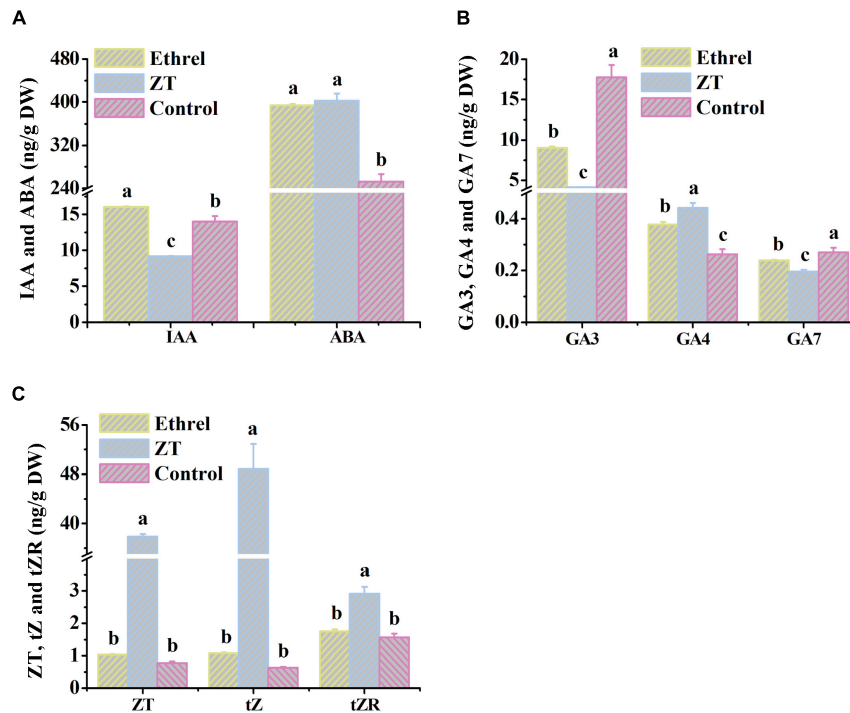 A
IAA and ABA (ng/g DW)
480
400
320
240
15
10
5
0
Ethrel
ZT
Control
a
c
b
a
a
b
IAA
ABA
B
GA3, GA4 and GA7 (ng/g DW)
20
15
10
5
0.4
0.2
0.0
Ethrel
ZT
Control
b
c
a
b
a
c
b
c
a
GA3
GA4
GA7
C
ZT, tZ and tZR (ng/g DW)
56
48
40
3
2
1
0
Ethrel
ZT
Control
b
a
b
b
a
b
b
a
b
ZT
tZ
tZR